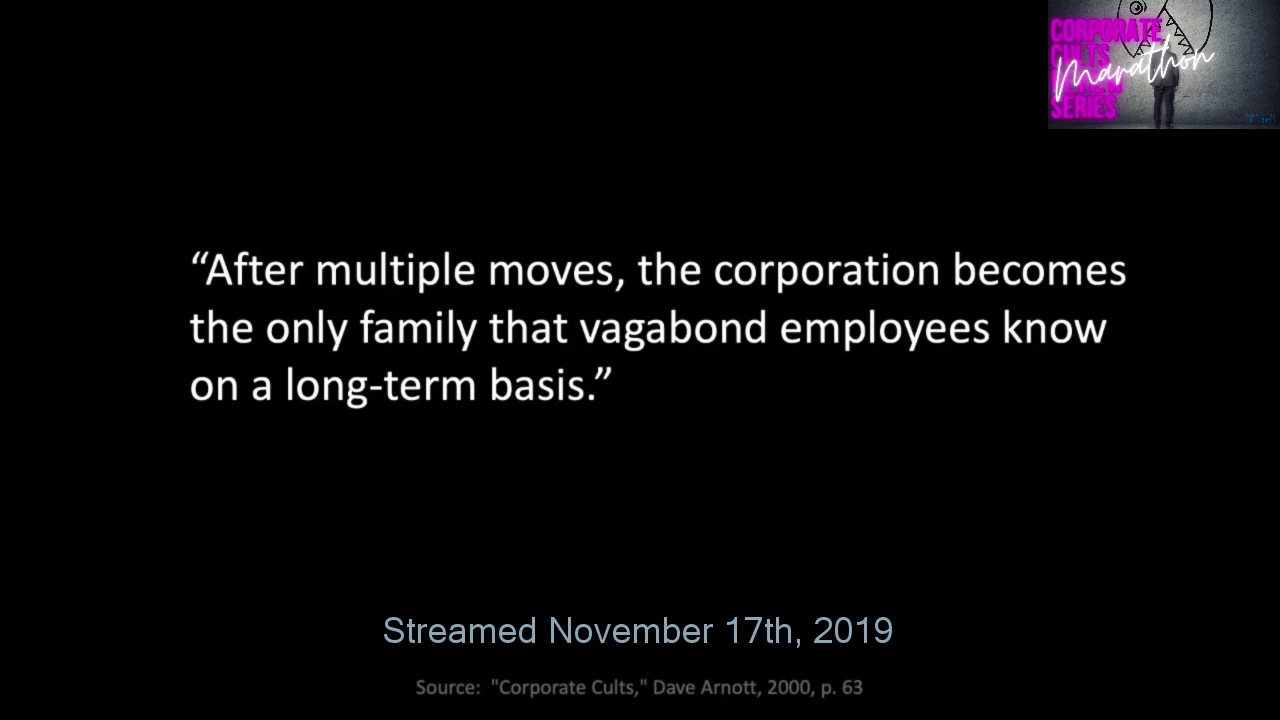 CORPORATE
CULTS
Marathon
SERIES
“After multiple moves, the corporation becomes
the only family that vagabond employees know
on a long-term basis.”
Streamed November 17th, 2019
Source: "Corporate Cults," Dave Arnott, 2000, p. 63